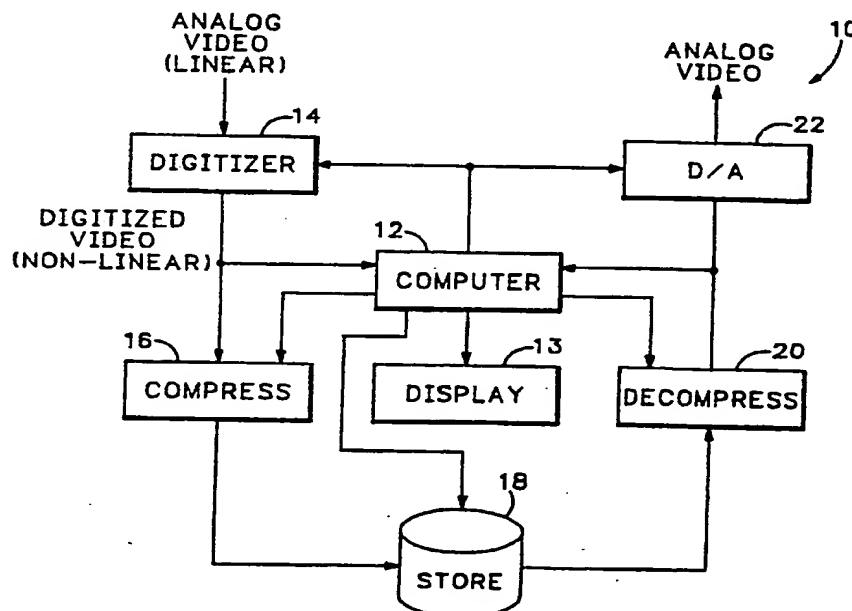 ANALOG
VIDEO
(LINEAR)
ANALOG
VIDEO
10
14
22
DIGITIZER
D/A
DIGITIZED
VIDEO
(NON-LINEAR)
12
COMPUTER
16
13
20
COMPRESS
DISPLAY
DECOMPRESS
18
STORE